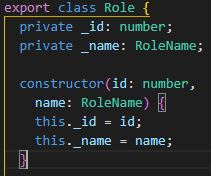 export class Role {
private _id: number;
private _name: RoleName;
constructor(id: number,
name: RoleName) {
this._id = id;
this._name = name;
}